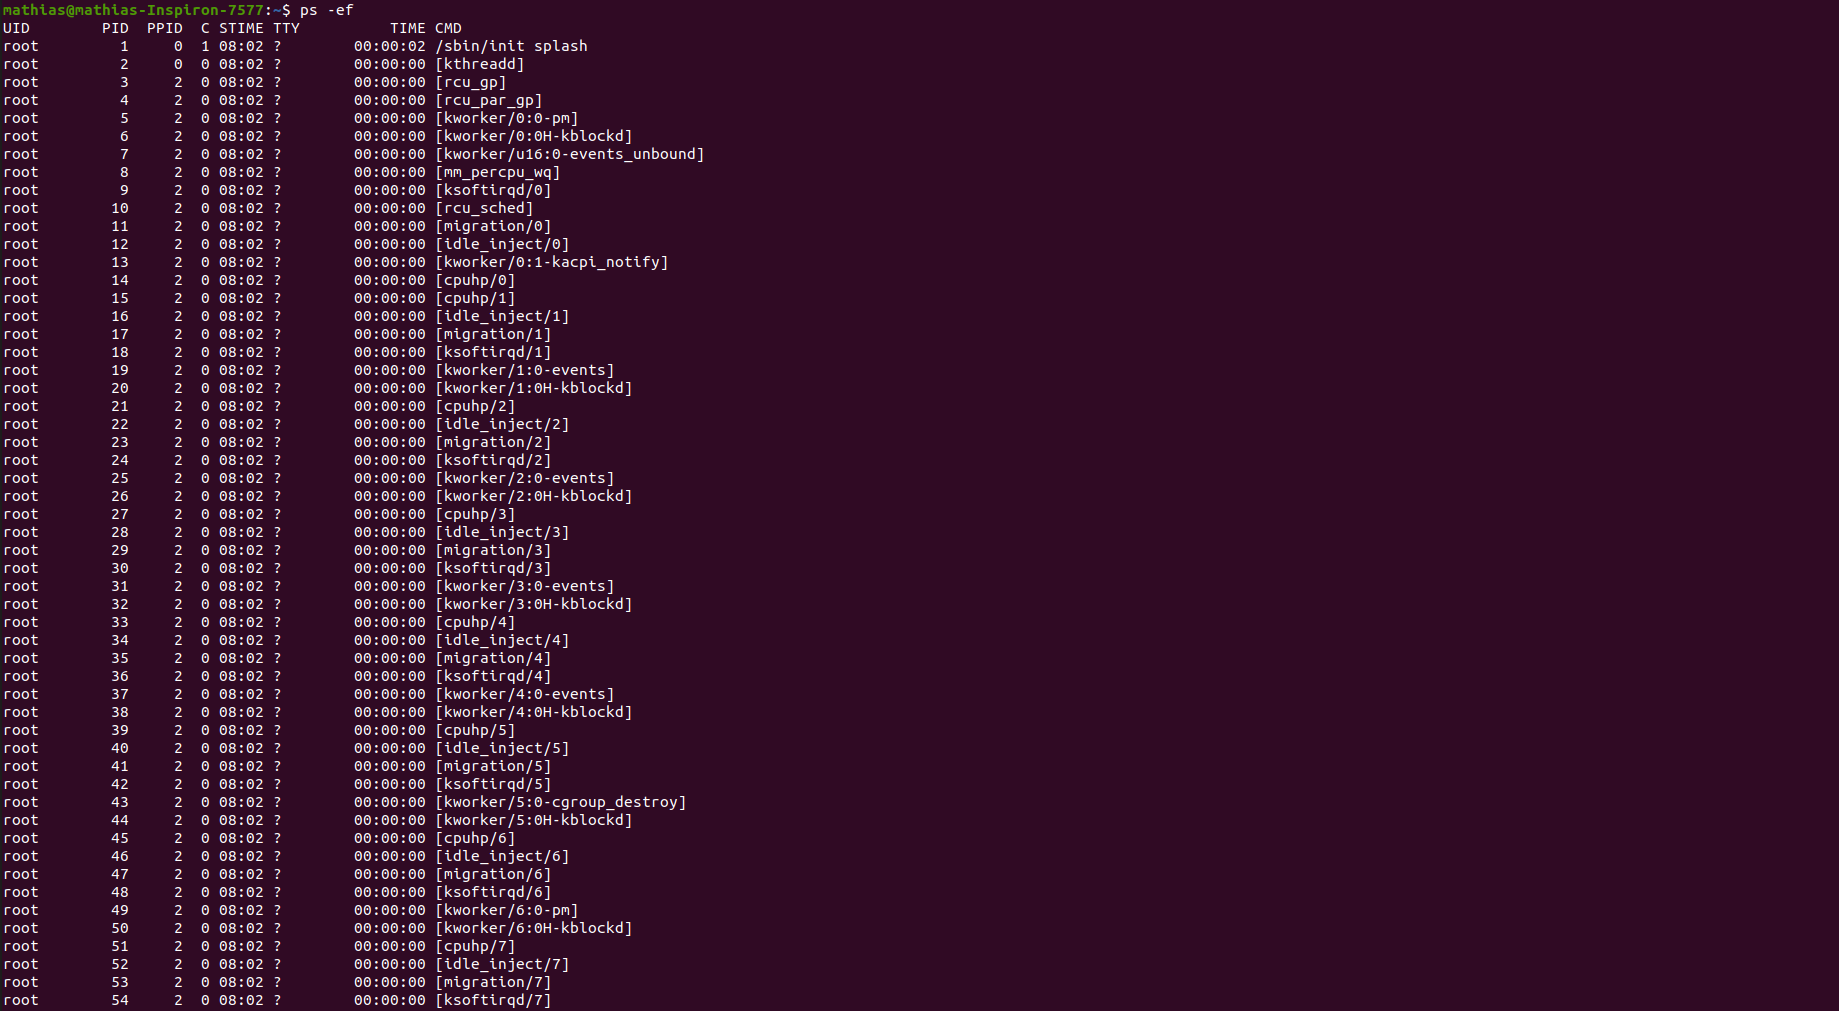 mathias@mathias-Inspiron-7577:~$ ps -ef
UID        PID  PPID  C STIME TTY          TIME CMD
root         1     0  1 08:02 ?        00:00:02 /sbin/init splash
root         2     0  0 08:02 ?        00:00:00 [kthreadd]
root         3     2  0 08:02 ?        00:00:00 [rcu_gp]
root         4     2  0 08:02 ?        00:00:00 [rcu_par_gp]
root         5     2  0 08:02 ?        00:00:00 [kworker/0:0-pm]
root         6     2  0 08:02 ?        00:00:00 [kworker/0:0H-kblockd]
root         7     2  0 08:02 ?        00:00:00 [kworker/u16:0-events_unbound]
root         8     2  0 08:02 ?        00:00:00 [mm_percpu_wq]
root         9     2  0 08:02 ?        00:00:00 [ksoftirqd/0]
root        10     2  0 08:02 ?        00:00:00 [rcu_sched]
root        11     2  0 08:02 ?        00:00:00 [migration/0]
root        12     2  0 08:02 ?        00:00:00 [idle_inject/0]
root        13     2  0 08:02 ?        00:00:00 [kworker/0:1-kacpi_notify]
root        14     2  0 08:02 ?        00:00:00 [cpuhp/0]
root        15     2  0 08:02 ?        00:00:00 [cpuhp/1]
root        16     2  0 08:02 ?        00:00:00 [idle_inject/1]
root        17     2  0 08:02 ?        00:00:00 [migration/1]
root        18     2  0 08:02 ?        00:00:00 [ksoftirqd/1]
root        19     2  0 08:02 ?        00:00:00 [kworker/1:0-events]
root        20     2  0 08:02 ?        00:00:00 [kworker/1:0H-kblockd]
root        21     2  0 08:02 ?        00:00:00 [cpuhp/2]
root        22     2  0 08:02 ?        00:00:00 [idle_inject/2]
root        23     2  0 08:02 ?        00:00:00 [migration/2]
root        24     2  0 08:02 ?        00:00:00 [ksoftirqd/2]
root        25     2  0 08:02 ?        00:00:00 [kworker/2:0-events]
root        26     2  0 08:02 ?        00:00:00 [kworker/2:0H-kblockd]
root        27     2  0 08:02 ?        00:00:00 [cpuhp/3]
root        28     2  0 08:02 ?        00:00:00 [idle_inject/3]
root        29     2  0 08:02 ?        00:00:00 [migration/3]
root        30     2  0 08:02 ?        00:00:00 [ksoftirqd/3]
root        31     2  0 08:02 ?        00:00:00 [kworker/3:0-events]
root        32     2  0 08:02 ?        00:00:00 [kworker/3:0H-kblockd]
root        33     2  0 08:02 ?        00:00:00 [cpuhp/4]
root        34     2  0 08:02 ?        00:00:00 [idle_inject/4]
root        35     2  0 08:02 ?        00:00:00 [migration/4]
root        36     2  0 08:02 ?        00:00:00 [ksoftirqd/4]
root        37     2  0 08:02 ?        00:00:00 [kworker/4:0-events]
root        38     2  0 08:02 ?        00:00:00 [kworker/4:0H-kblockd]
root        39     2  0 08:02 ?        00:00:00 [cpuhp/5]
root        40     2  0 08:02 ?        00:00:00 [idle_inject/5]
root        41     2  0 08:02 ?        00:00:00 [migration/5]
root        42     2  0 08:02 ?        00:00:00 [ksoftirqd/5]
root        43     2  0 08:02 ?        00:00:00 [kworker/5:0-cgroup_destroy]
root        44     2  0 08:02 ?        00:00:00 [kworker/5:0H-kblockd]
root        45     2  0 08:02 ?        00:00:00 [cpuhp/6]
root        46     2  0 08:02 ?        00:00:00 [idle_inject/6]
root        47     2  0 08:02 ?        00:00:00 [migration/6]
root        48     2  0 08:02 ?        00:00:00 [ksoftirqd/6]
root        49     2  0 08:02 ?        00:00:00 [kworker/6:0-pm]
root        50     2  0 08:02 ?        00:00:00 [kworker/6:0H-kblockd]
root        51     2  0 08:02 ?        00:00:00 [cpuhp/7]
root        52     2  0 08:02 ?        00:00:00 [idle_inject/7]
root        53     2  0 08:02 ?        00:00:00 [migration/7]
root        54     2  0 08:02 ?        00:00:00 [ksoftirqd/7]